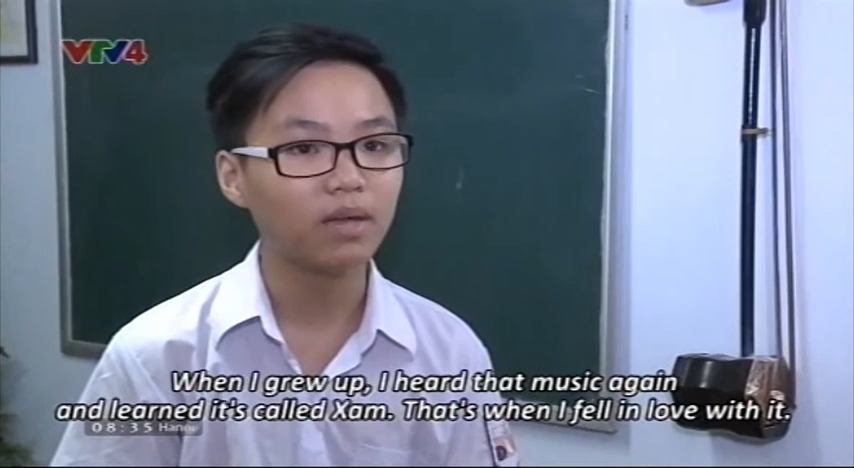 VTV4
When I grew up, I heard that music again
and learned it's called Xam. That's when I fell in love with it.
08:35 Hanoi